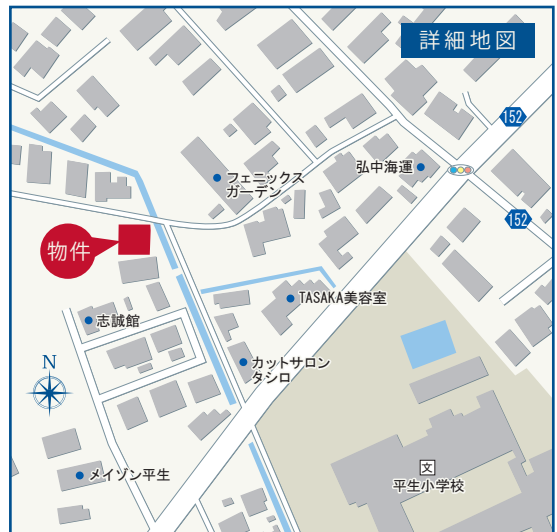 詳細地図
152
弘中海運
フェニックス
ガーデン
152
物件
TASAKA美容室
志誠館
カットサロン
タシロ
N
文
平生小学校
メイゾン平生